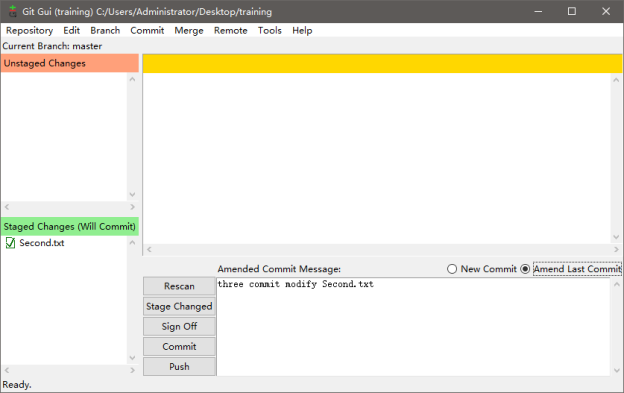 Git Gui (training) C:/Users/Administrator/Desktop/training
Repository Edit Branch Commit Merge Remote Tools Help
Current Branch: master
Unstaged Changes
Staged Changes (Will Commit)
Second.txt
Amended Commit Message:
New Commit
Amend Last Commit
three commit modify Second.txt
Rescan
Stage Changed
Sign Off
Commit
Push
Ready.